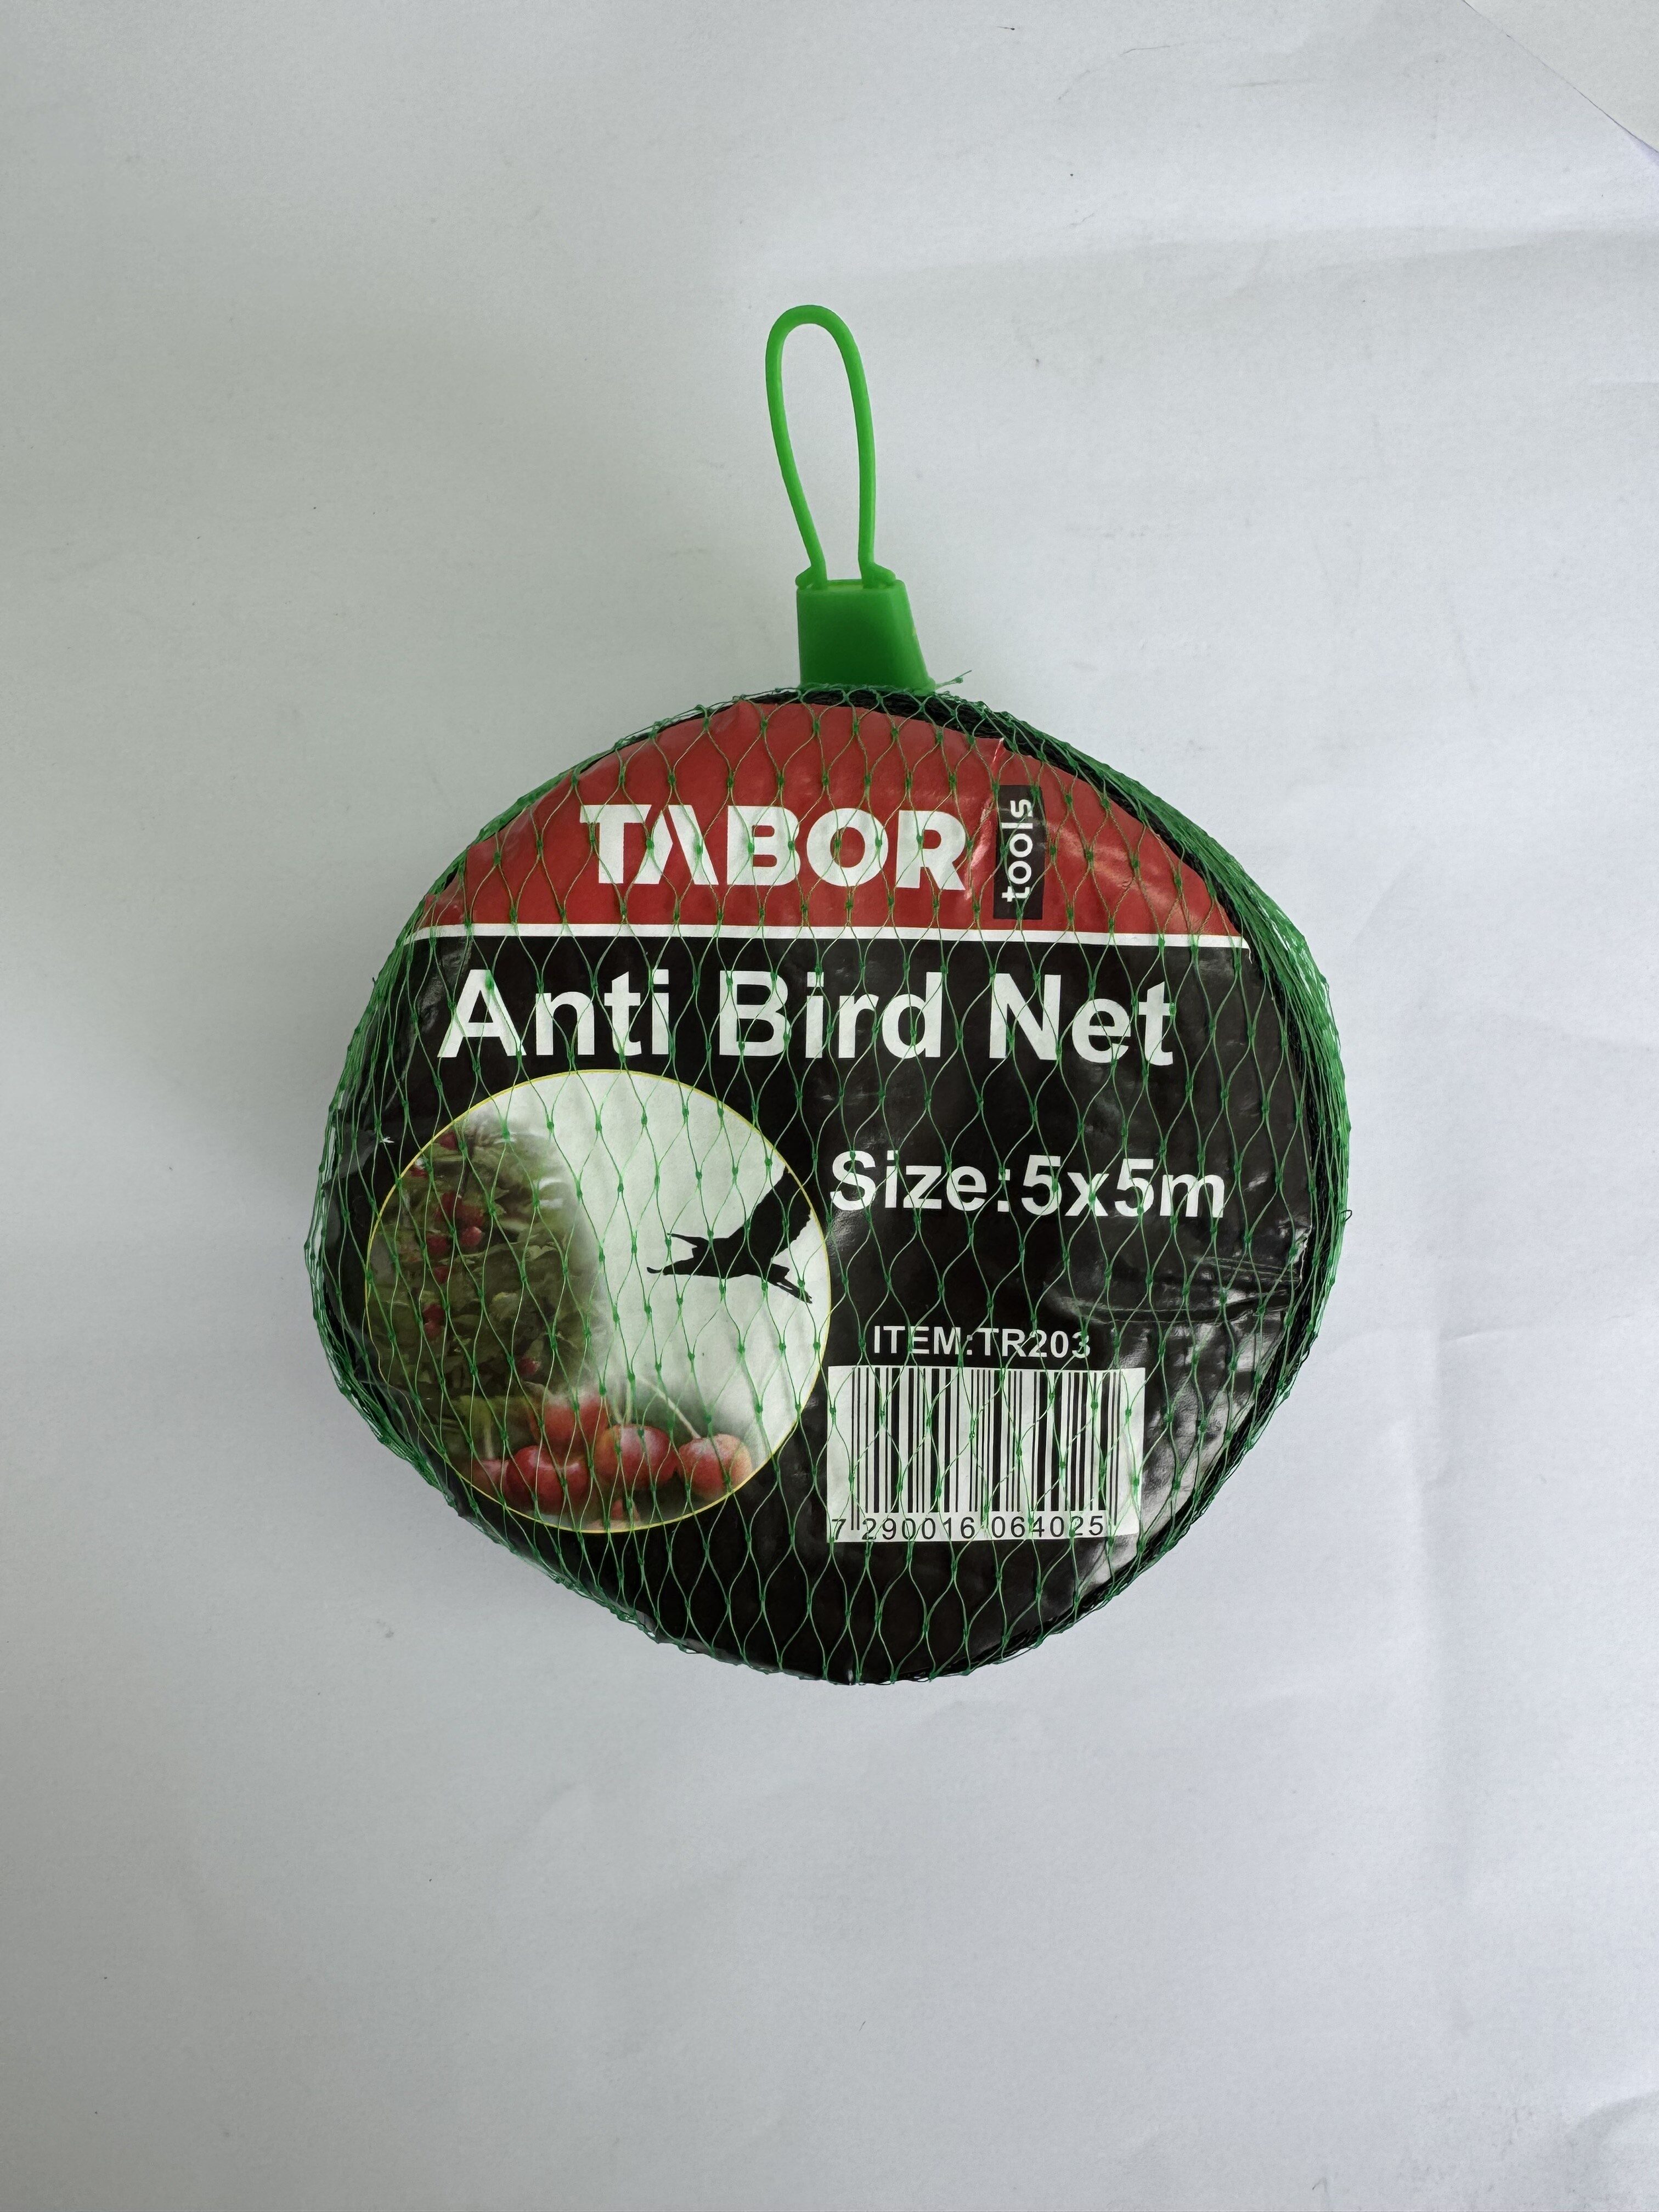 TABOR tools
Anti Bird Net
Size:5x5m
ITEM:TR203
7 290016 064025